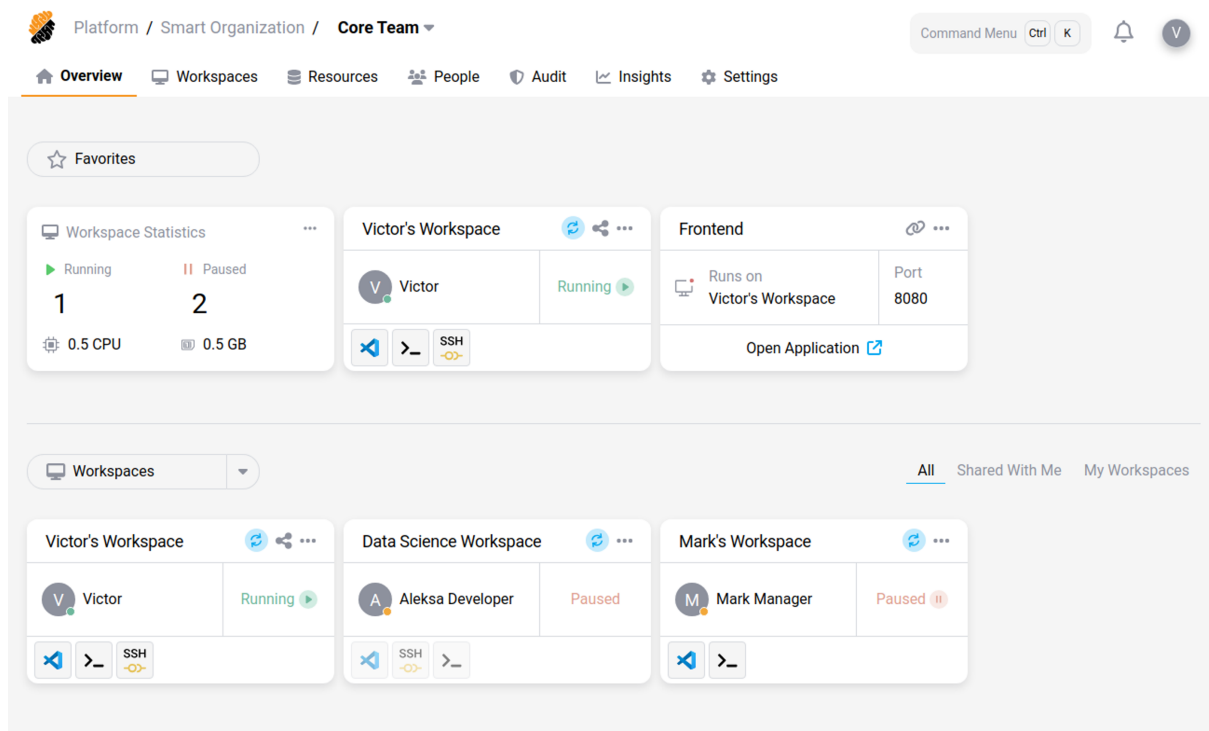 Platform / Smart Organization / Core Team
Command Menu Ctrl K
V
Overview Workspaces Resources People Audit Insights Settings
Favorites
Workspace Statistics
Running Paused
1 2
0.5 CPU 0.5 GB
Victor's Workspace
V Victor Running
SSH
Frontend
Runs on
Victor's Workspace
Port
8080
Open Application
Workspaces
All Shared With Me My Workspaces
Victor's Workspace
V Victor Running
SSH
Data Science Workspace
A Aleksa Developer Paused
SSH
Mark's Workspace
M Mark Manager Paused